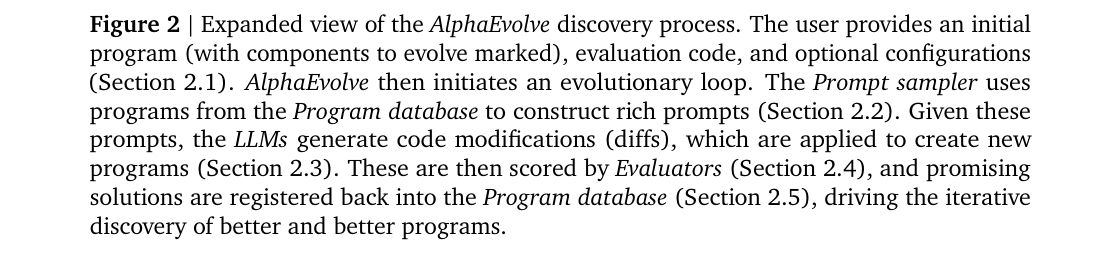 Figure 2 | Expanded view of the AlphaEvolve discovery process. The user provides an initial
program (with components to evolve marked), evaluation code, and optional configurations
(Section 2.1). AlphaEvolve then initiates an evolutionary loop. The Prompt sampler uses
programs from the Program database to construct rich prompts (Section 2.2). Given these
prompts, the LLMs generate code modifications (diffs), which are applied to create new
programs (Section 2.3). These are then scored by Evaluators (Section 2.4), and promising
solutions are registered back into the Program database (Section 2.5), driving the iterative
discovery of better and better programs.